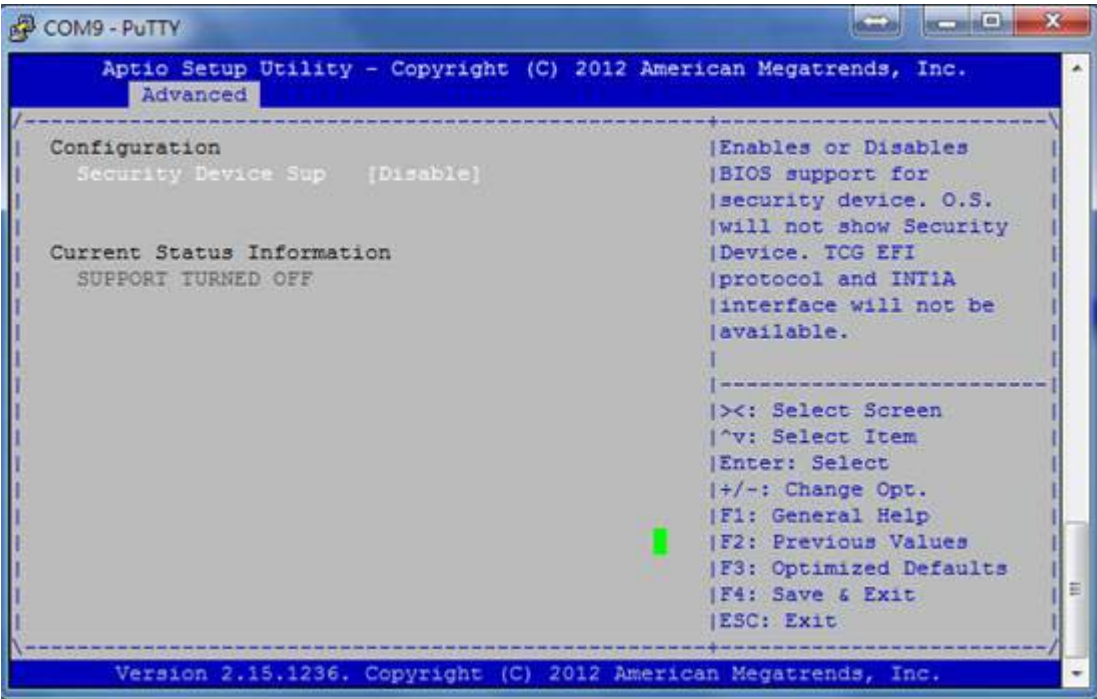 COM9 - PuTTY
Aptio Setup Utility - Copyright (C) 2012 American Megatrends, Inc.
Advanced
Configuration
Security Device Sup [Disable]
Current Status Information
SUPPORT TURNED OFF
Enables or Disables
BIOS support for
security device. O.S.
will not show Security
Device. TCG EFI
protocol and INT1A
interface will not be
available.
><: Select Screen
^v: Select Item
Enter: Select
+/-: Change Opt.
F1: General Help
F2: Previous Values
F3: Optimized Defaults
F4: Save & Exit
ESC: Exit
Version 2.15.1236. Copyright (C) 2012 American Megatrends, Inc.